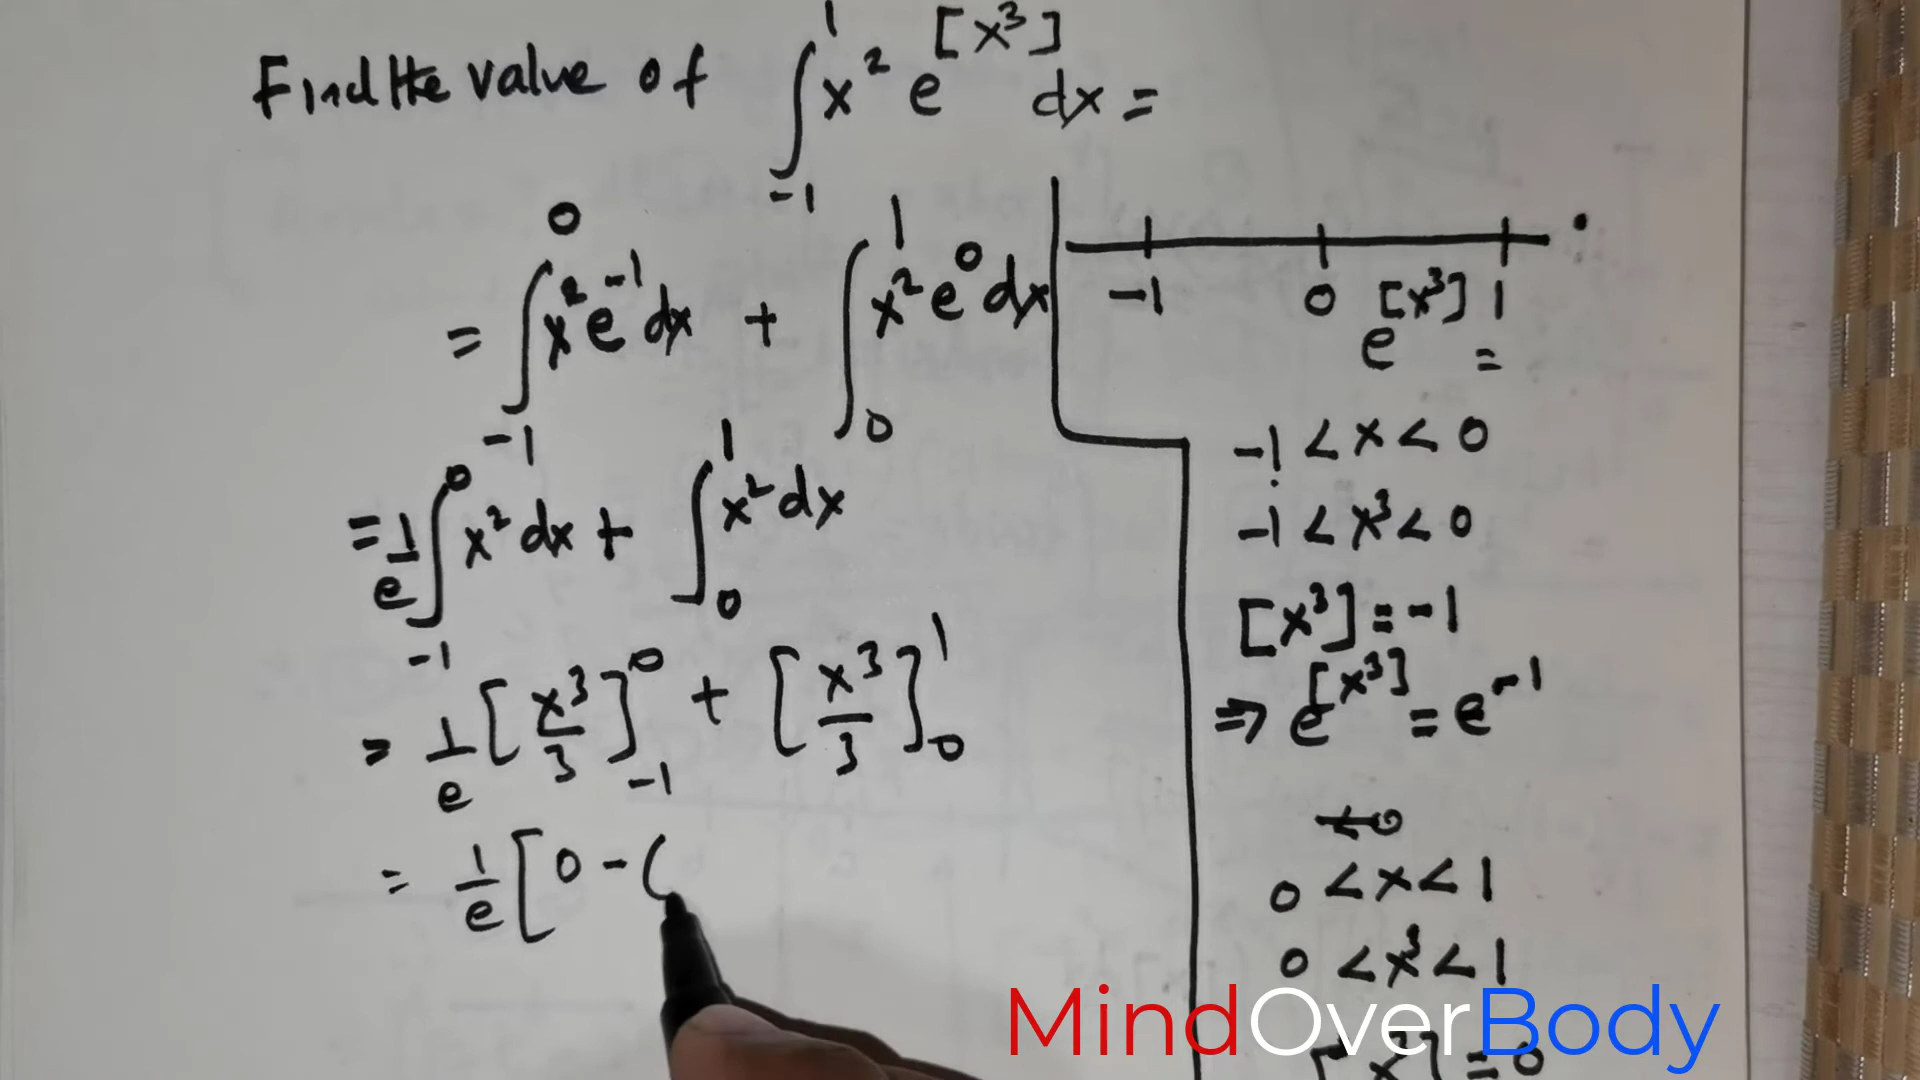 Find the value of ∫_{-1}^{1} x² e^{[x³]} dx =
= ∫_{-1}^{0} x² e^{-1} dx + ∫_{0}^{1} x² e^{0} dx
= 1/e ∫_{-1}^{0} x² dx + ∫_{0}^{1} x² dx
= 1/e [x³/3]_{-1}^{0} + [x³/3]_{0}^{1}
= 1/e [0 - (
-1 0 1
e^{[x³]} =
-1 < x < 0
-1 < x³ < 0
[x³] = -1
⇒ e^{[x³]} = e^{-1}
0 < x < 1
0 < x³ < 1
[x³] = 0
MindOverBody